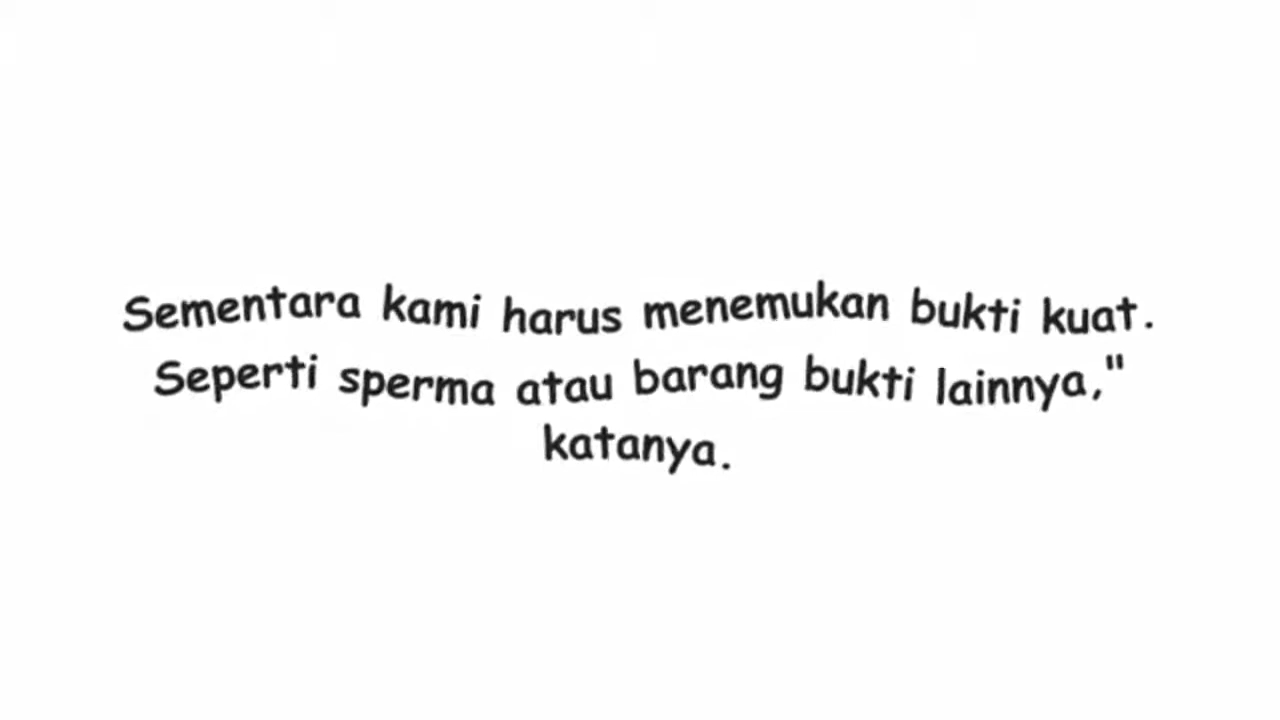 Sementara kami harus menemukan bukti kuat.
Seperti sperma atau barang bukti lainnya,"
katanya.